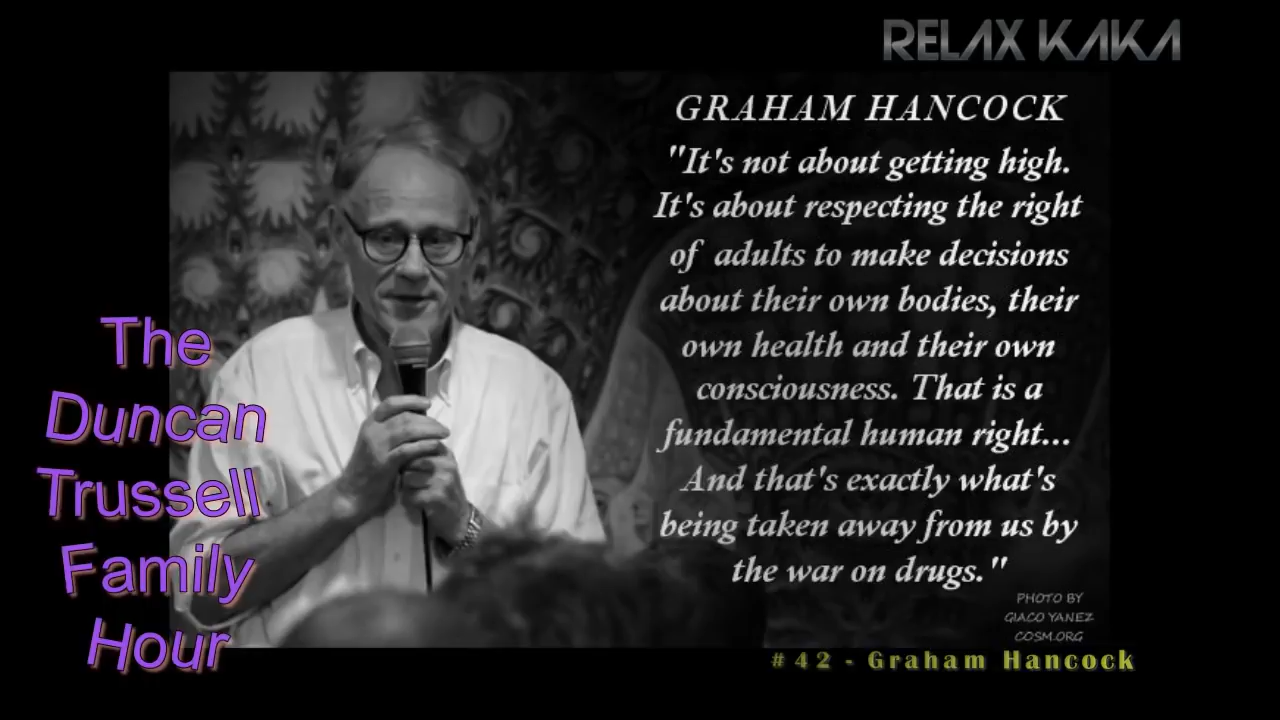 RELAX KAKA
GRAHAM HANCOCK
"It's not about getting high.
It's about respecting the right
of adults to make decisions
about their own bodies, their
own health and their own
consciousness. That is a
fundamental human right...
And that's exactly what's
being taken away from us by
the war on drugs."
PHOTO BY
GIACO YANEZ
COSM.ORG
The
Duncan
Trussell
Family
Hour
#42 - Graham Hancock